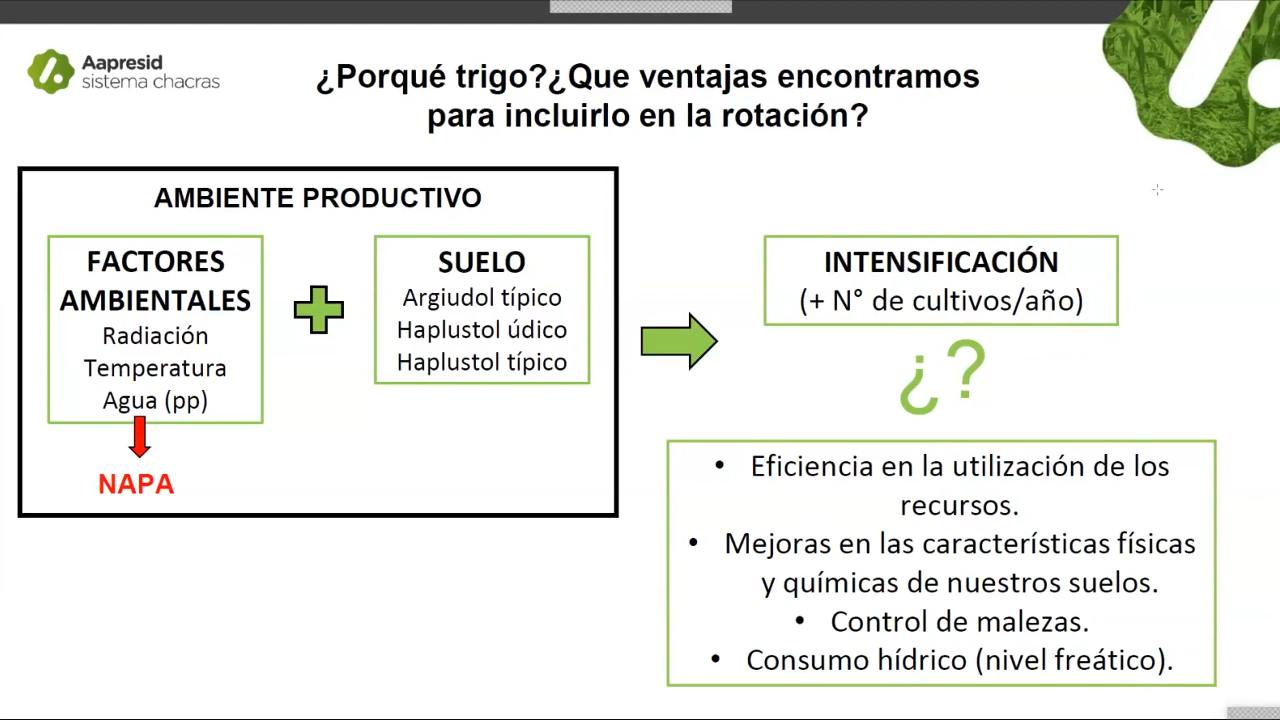 Aapresid
sistema chacras
¿Porqué trigo?¿Que ventajas encontramos
para incluirlo en la rotación?
AMBIENTE PRODUCTIVO
FACTORES
AMBIENTALES
Radiación
Temperatura
Agua (pp)
NAPA
SUELO
Argiudol típico
Haplustol údico
Haplustol típico
INTENSIFICACIÓN
(+ N° de cultivos/año)
¿?
• Eficiencia en la utilización de los
recursos.
• Mejoras en las características físicas
y químicas de nuestros suelos.
• Control de malezas.
• Consumo hídrico (nivel freático).